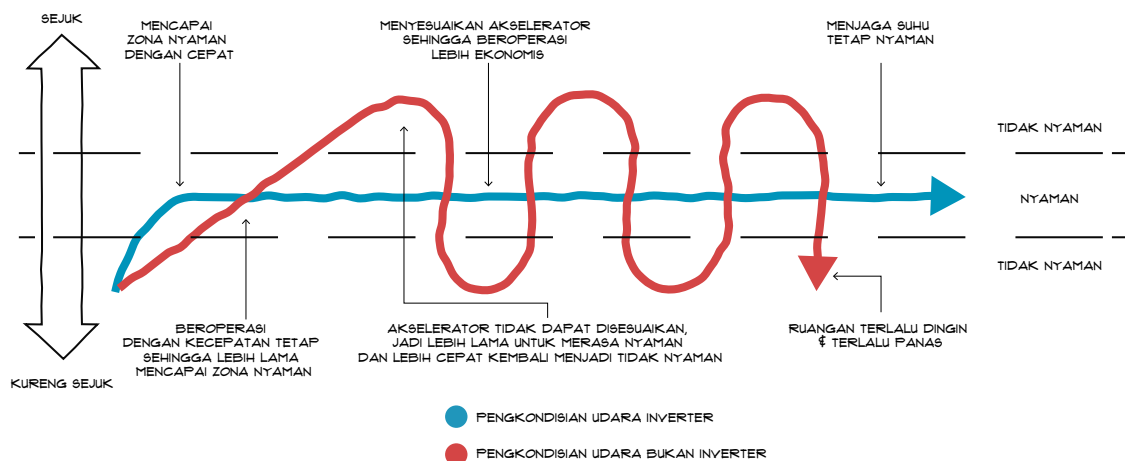 SEJUK
MENCAPAI
ZONA NYAMAN
DENGAN CEPAT
MENYESUAIKAN AKSELERATOR
SEHINGGA BEROPERASI
LEBIH EKONOMIS
MENJAGA SUHU
TETAP NYAMAN
TIDAK NYAMAN
NYAMAN
TIDAK NYAMAN
BEROPERASI
DENGAN KECEPATAN TETAP
SEHINGGA LEBIH LAMA
MENCAPAI ZONA NYAMAN
AKSELERATOR TIDAK DAPAT DISESUAIKAN,
JADI LEBIH LAMA UNTUK MERASA NYAMAN
DAN LEBIH CEPAT KEMBALI MENJADI TIDAK NYAMAN
RUANGAN TERLALU DINGIN
& TERLALU PANAS
KURENG SEJUK
PENGKONDISIAN UDARA INVERTER
PENGKONDISIAN UDARA BUKAN INVERTER